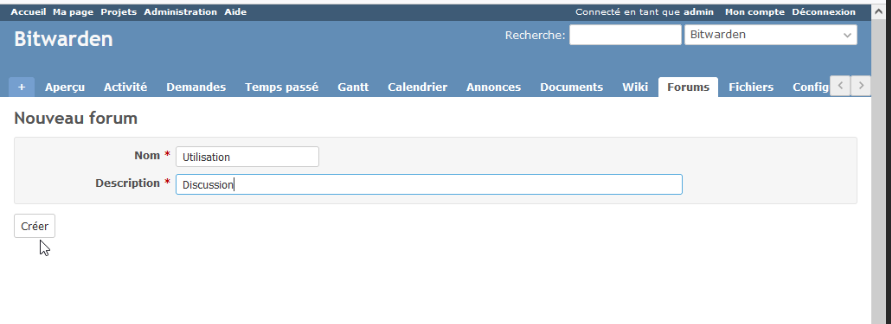 Accueil Ma page Projets Administration Aide Connecté en tant que admin Mon compte Déconnexion
Bitwarden Recherche: Bitwarden
+ Aperçu Activité Demandes Temps passé Gantt Calendrier Annonces Documents Wiki Forums Fichiers Config
Nouveau forum
Nom * Utilisation
Description * Discussion
Créer